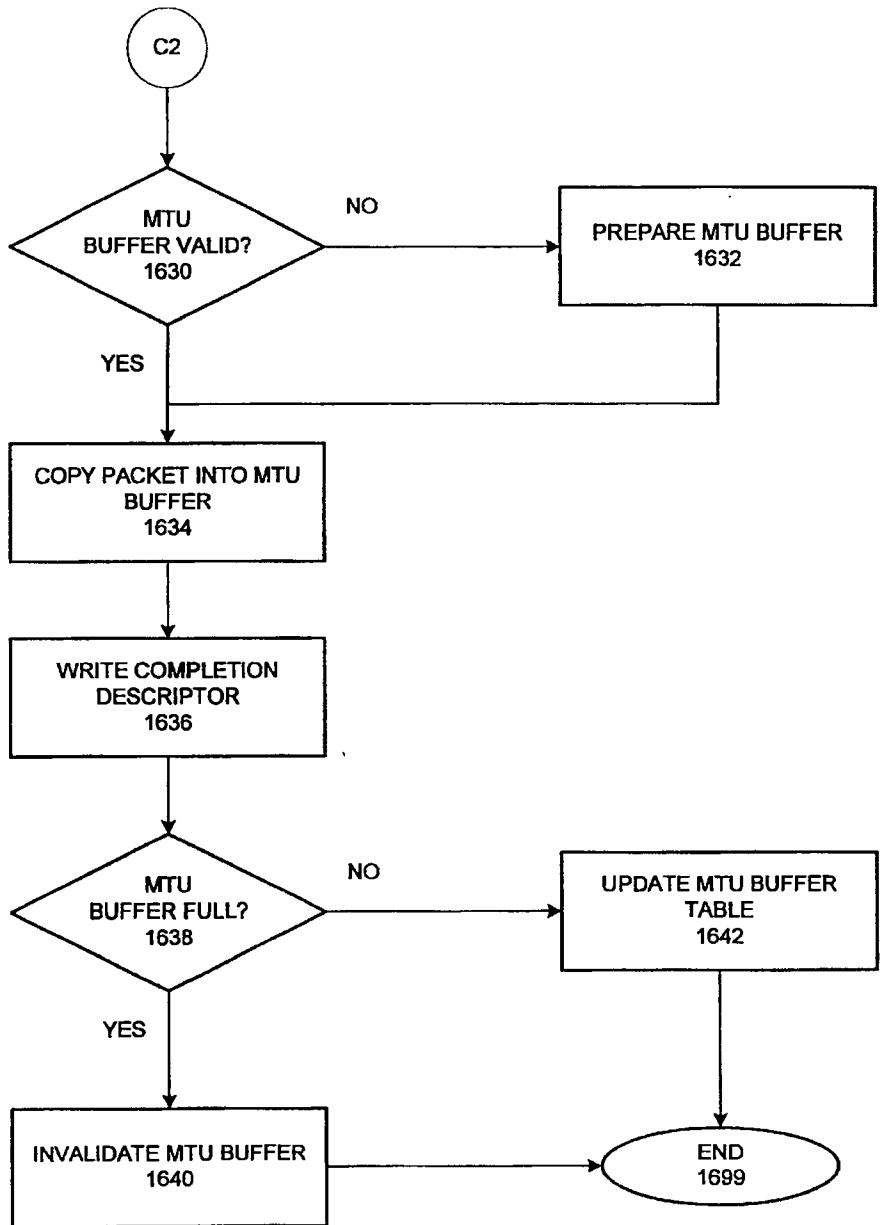 C2
MTU
BUFFER VALID?
1630
NO
PREPARE MTU BUFFER
1632
YES
COPY PACKET INTO MTU
BUFFER
1634
WRITE COMPLETION
DESCRIPTOR
1636
MTU
BUFFER FULL?
1638
NO
UPDATE MTU BUFFER
TABLE
1642
YES
INVALIDATE MTU BUFFER
1640
END
1699